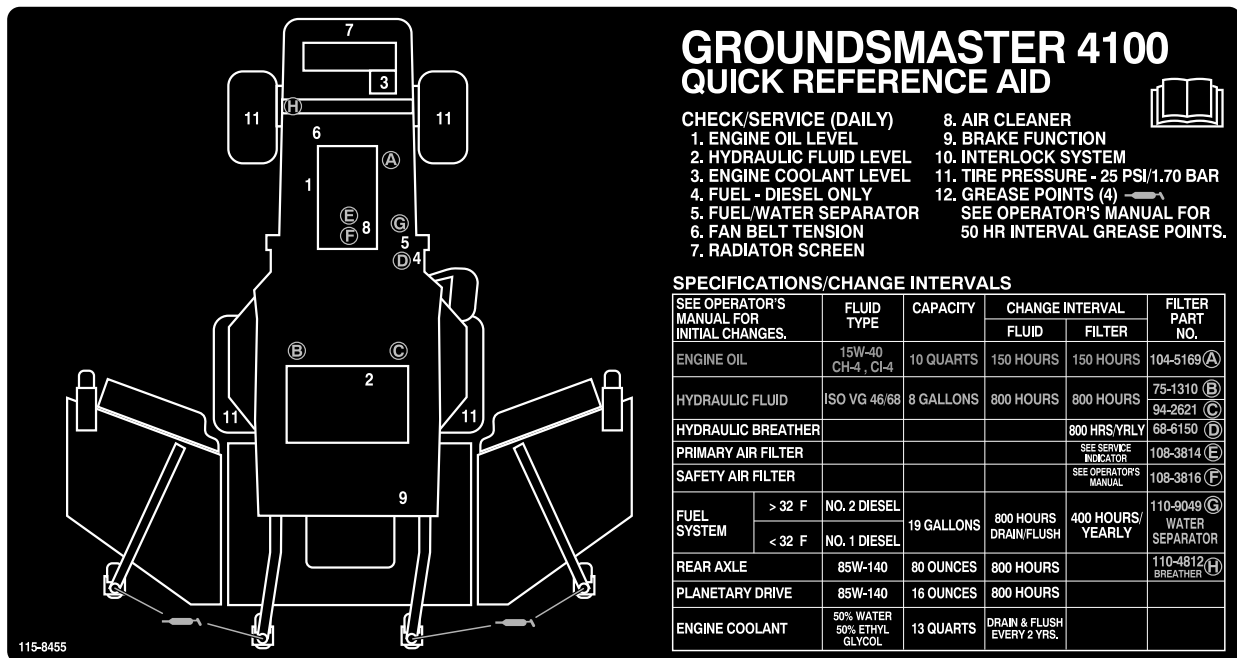 GROUNDSMASTER 4100
QUICK REFERENCE AID
CHECK/SERVICE (DAILY)
1. ENGINE OIL LEVEL
2. HYDRAULIC FLUID LEVEL
3. ENGINE COOLANT LEVEL
4. FUEL - DIESEL ONLY
5. FUEL/WATER SEPARATOR
6. FAN BELT TENSION
7. RADIATOR SCREEN
8. AIR CLEANER
9. BRAKE FUNCTION
10. INTERLOCK SYSTEM
11. TIRE PRESSURE - 25 PSI/1.70 BAR
12. GREASE POINTS (4)
SEE OPERATOR'S MANUAL FOR
50 HR INTERVAL GREASE POINTS.
7
3
H
11
11
6
A
1
E
G
8
F
5
D 4
B
C
2
11
11
9
115-8455
SPECIFICATIONS/CHANGE INTERVALS
SEE OPERATOR'S
MANUAL FOR
INITIAL CHANGES.
FLUID
TYPE
CAPACITY
CHANGE INTERVAL
FLUID
FILTER
FILTER
PART
NO.
ENGINE OIL
15W-40
CH-4 , CI-4
10 QUARTS
150 HOURS
150 HOURS
104-5169 A
HYDRAULIC FLUID
ISO VG 46/68
8 GALLONS
800 HOURS
800 HOURS
75-1310 B
94-2621 C
HYDRAULIC BREATHER
800 HRS/YRLY
68-6150 D
PRIMARY AIR FILTER
SEE SERVICE
INDICATOR
108-3814 E
SAFETY AIR FILTER
SEE OPERATOR'S
MANUAL
108-3816 F
FUEL
SYSTEM
> 32 F
NO. 2 DIESEL
< 32 F
NO. 1 DIESEL
19 GALLONS
800 HOURS
DRAIN/FLUSH
400 HOURS/
YEARLY
110-9049 G
WATER
SEPARATOR
REAR AXLE
85W-140
80 OUNCES
800 HOURS
110-4812 H
BREATHER
PLANETARY DRIVE
85W-140
16 OUNCES
800 HOURS
ENGINE COOLANT
50% WATER
50% ETHYL
GLYCOL
13 QUARTS
DRAIN & FLUSH
EVERY 2 YRS.